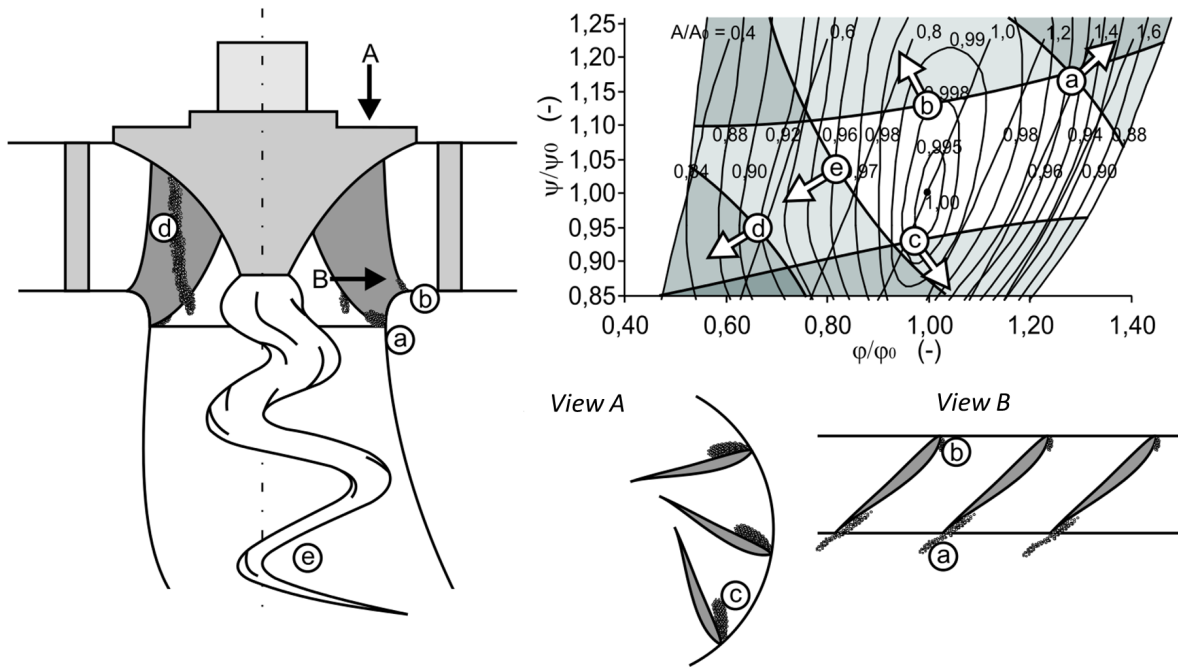 A
d
B
b
a
e
1,25
1,20
1,15
1,10
1,05
1,00
0,95
0,90
0,85
ψ/ψ₀ (-)
A/A₀ = 0,4
0,6
0,8
0,99
1,0
1,2
1,4
1,6
a
0,998
b
0,88
0,92
0,96
0,98
0,995
0,98
0,94
0,88
0,84
0,90
e
0,97
0,96
0,90
1,00
d
c
0,40
0,60
0,80
1,00
1,20
1,40
φ/φ₀ (-)
View A
c
View B
b
a